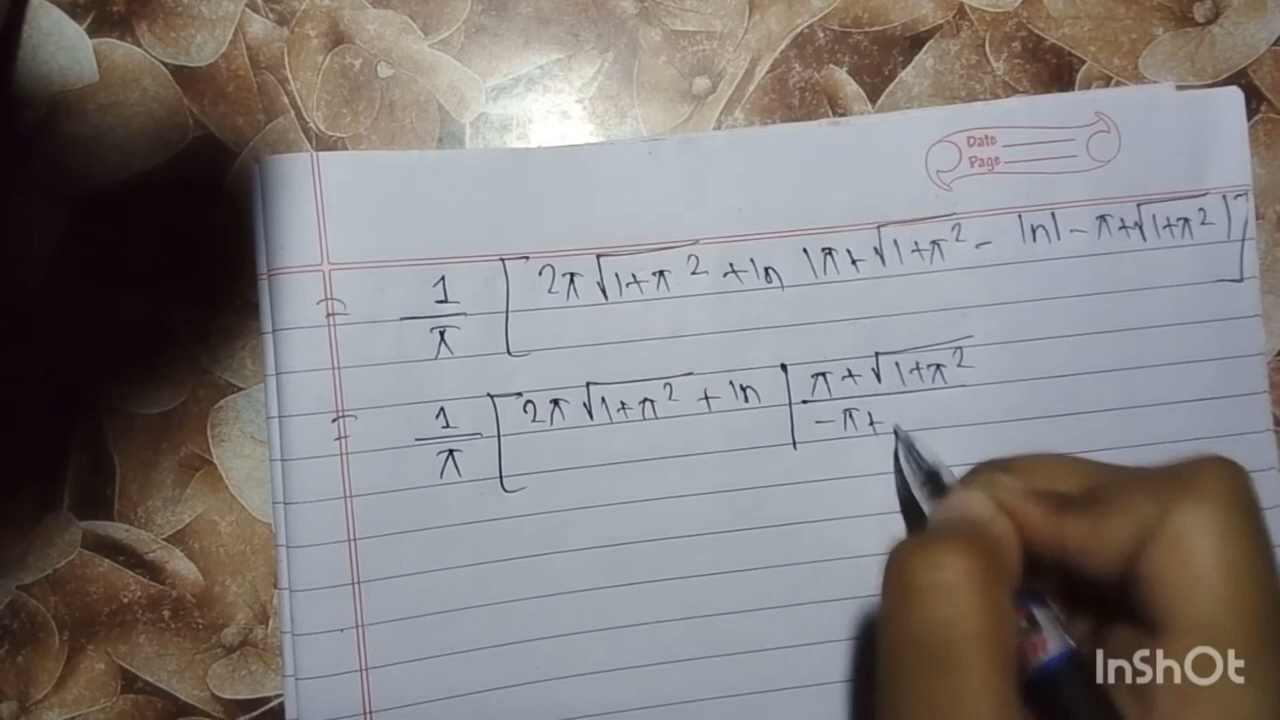 Date
Page
= 1/π [2π√(1+π²) + ln |π+√(1+π²) - ln|-π+√(1+π²)|]
= 1/π [2π√(1+π²) + ln |(π+√(1+π²))/(-π+
InShOt